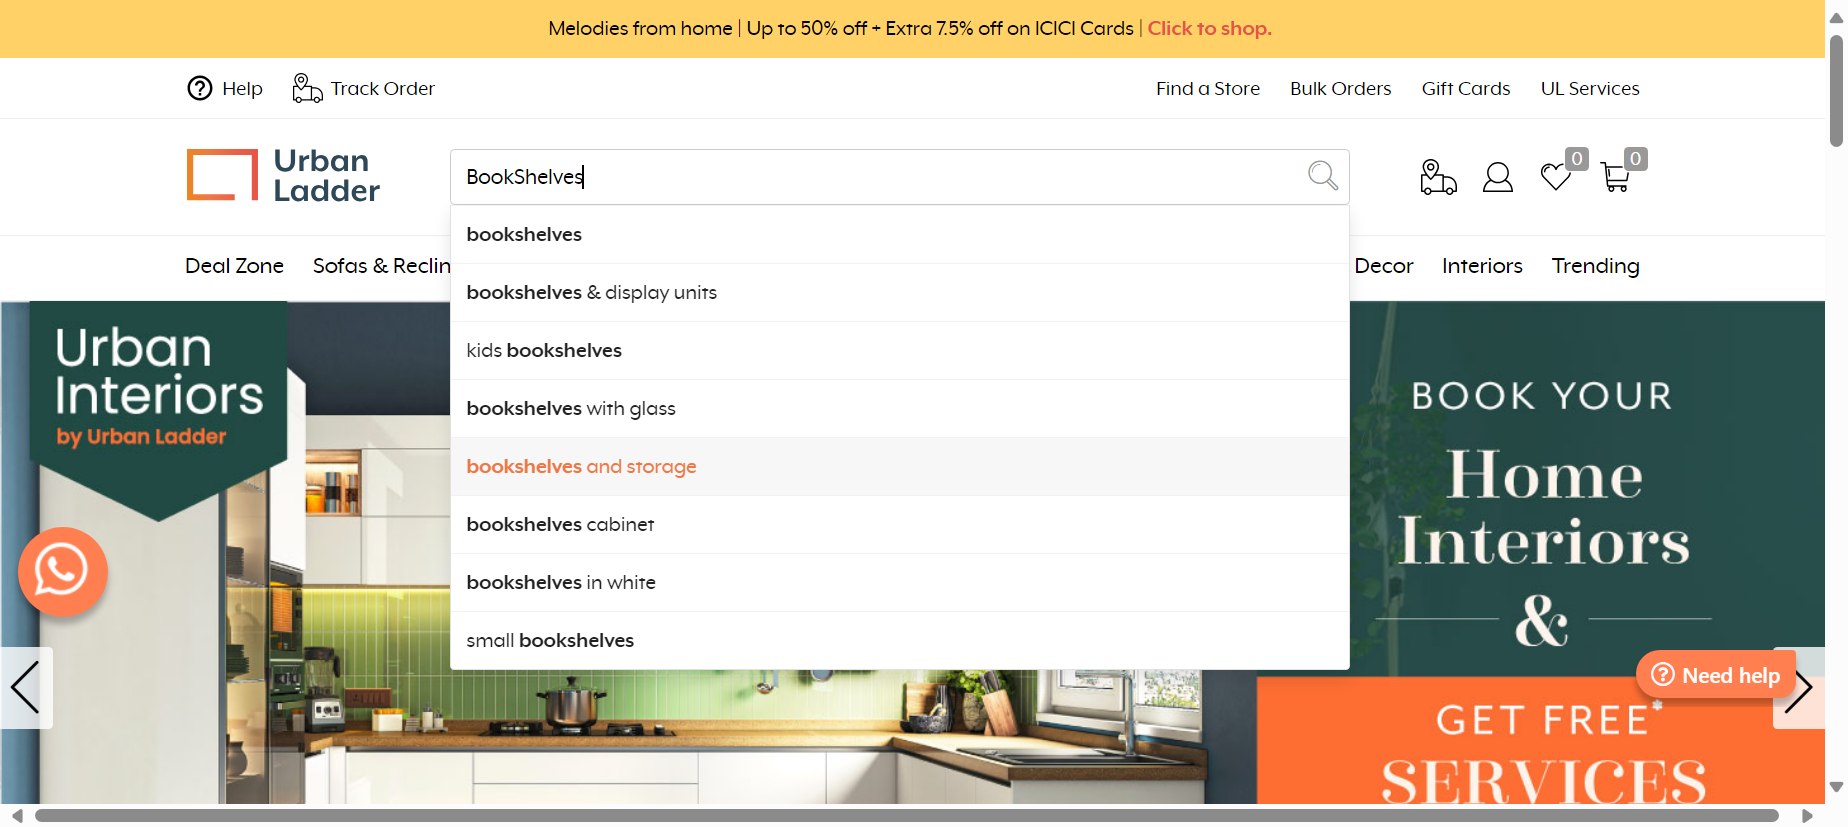 Melodies from home | Up to 50% off + Extra 7.5% off on ICICI Cards | Click to shop.
Help Track Order Find a Store Bulk Orders Gift Cards UL Services
Urban
Ladder
BookShelves
0 0
Deal Zone Sofas & Reclin Decor Interiors Trending
bookshelves
bookshelves & display units
kids bookshelves
bookshelves with glass
bookshelves and storage
bookshelves cabinet
bookshelves in white
small bookshelves
Urban
Interiors
by Urban Ladder
BOOK YOUR
Home
Interiors
&
Need help
GET FREE*
SERVICES